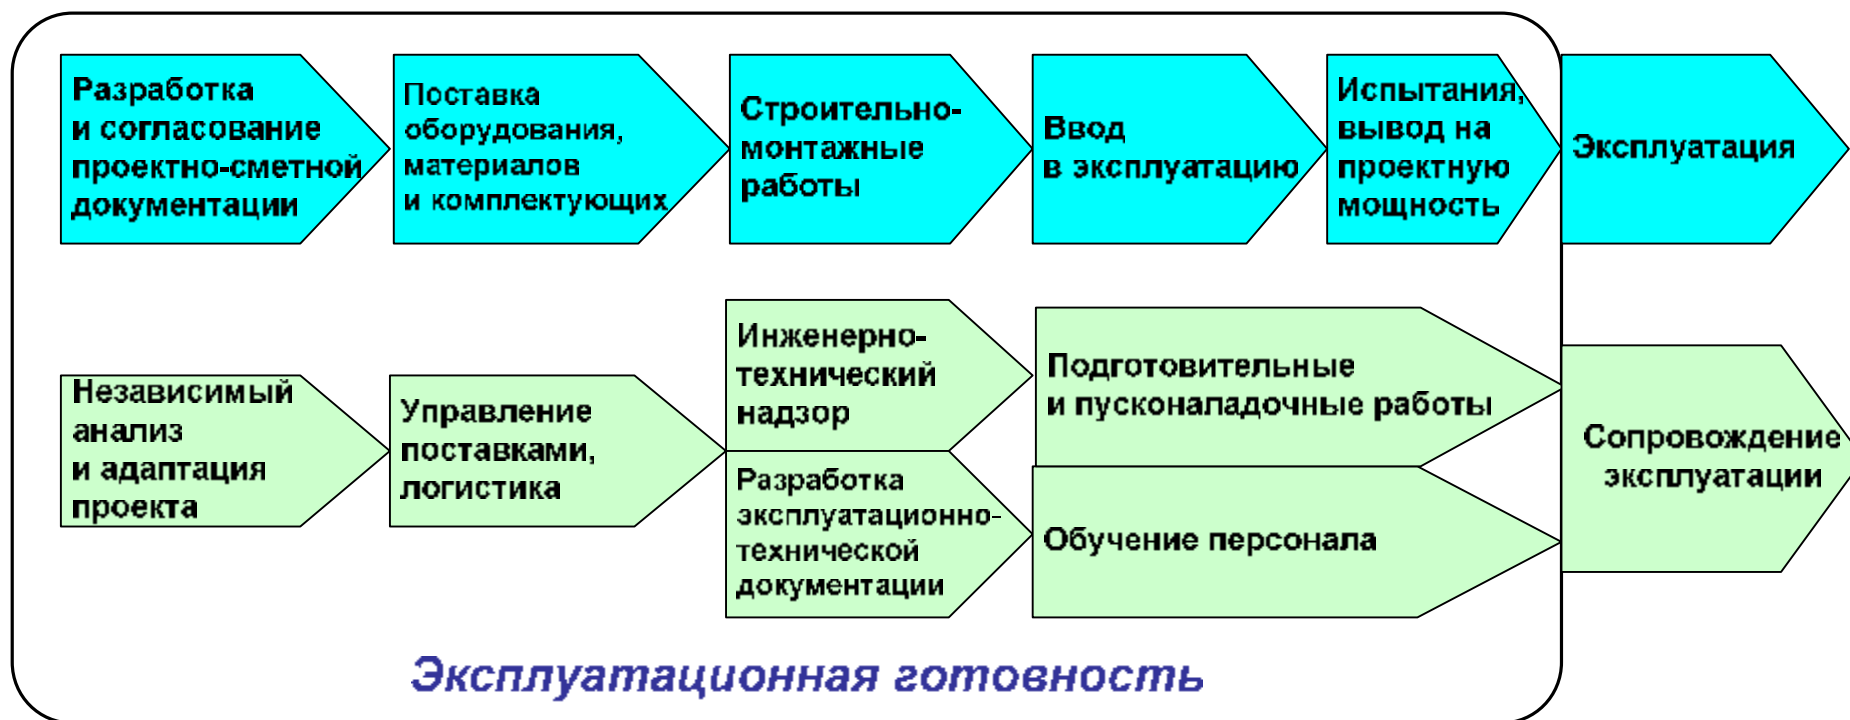 Разработка
и согласование
проектно-сметной
документации
Поставка
оборудования,
материалов
и комплектующих
Строительно-
монтажные
работы
Ввод
в эксплуатацию
Испытания,
вывод на
проектную
мощность
Эксплуатация
Независимый
анализ
и адаптация
проекта
Управление
поставками,
логистика
Инженерно-
технический
надзор
Разработка
эксплуатационно-
технической
документации
Подготовительные
и пусконаладочные работы
Обучение персонала
Сопровождение
эксплуатации
Эксплуатационная готовность